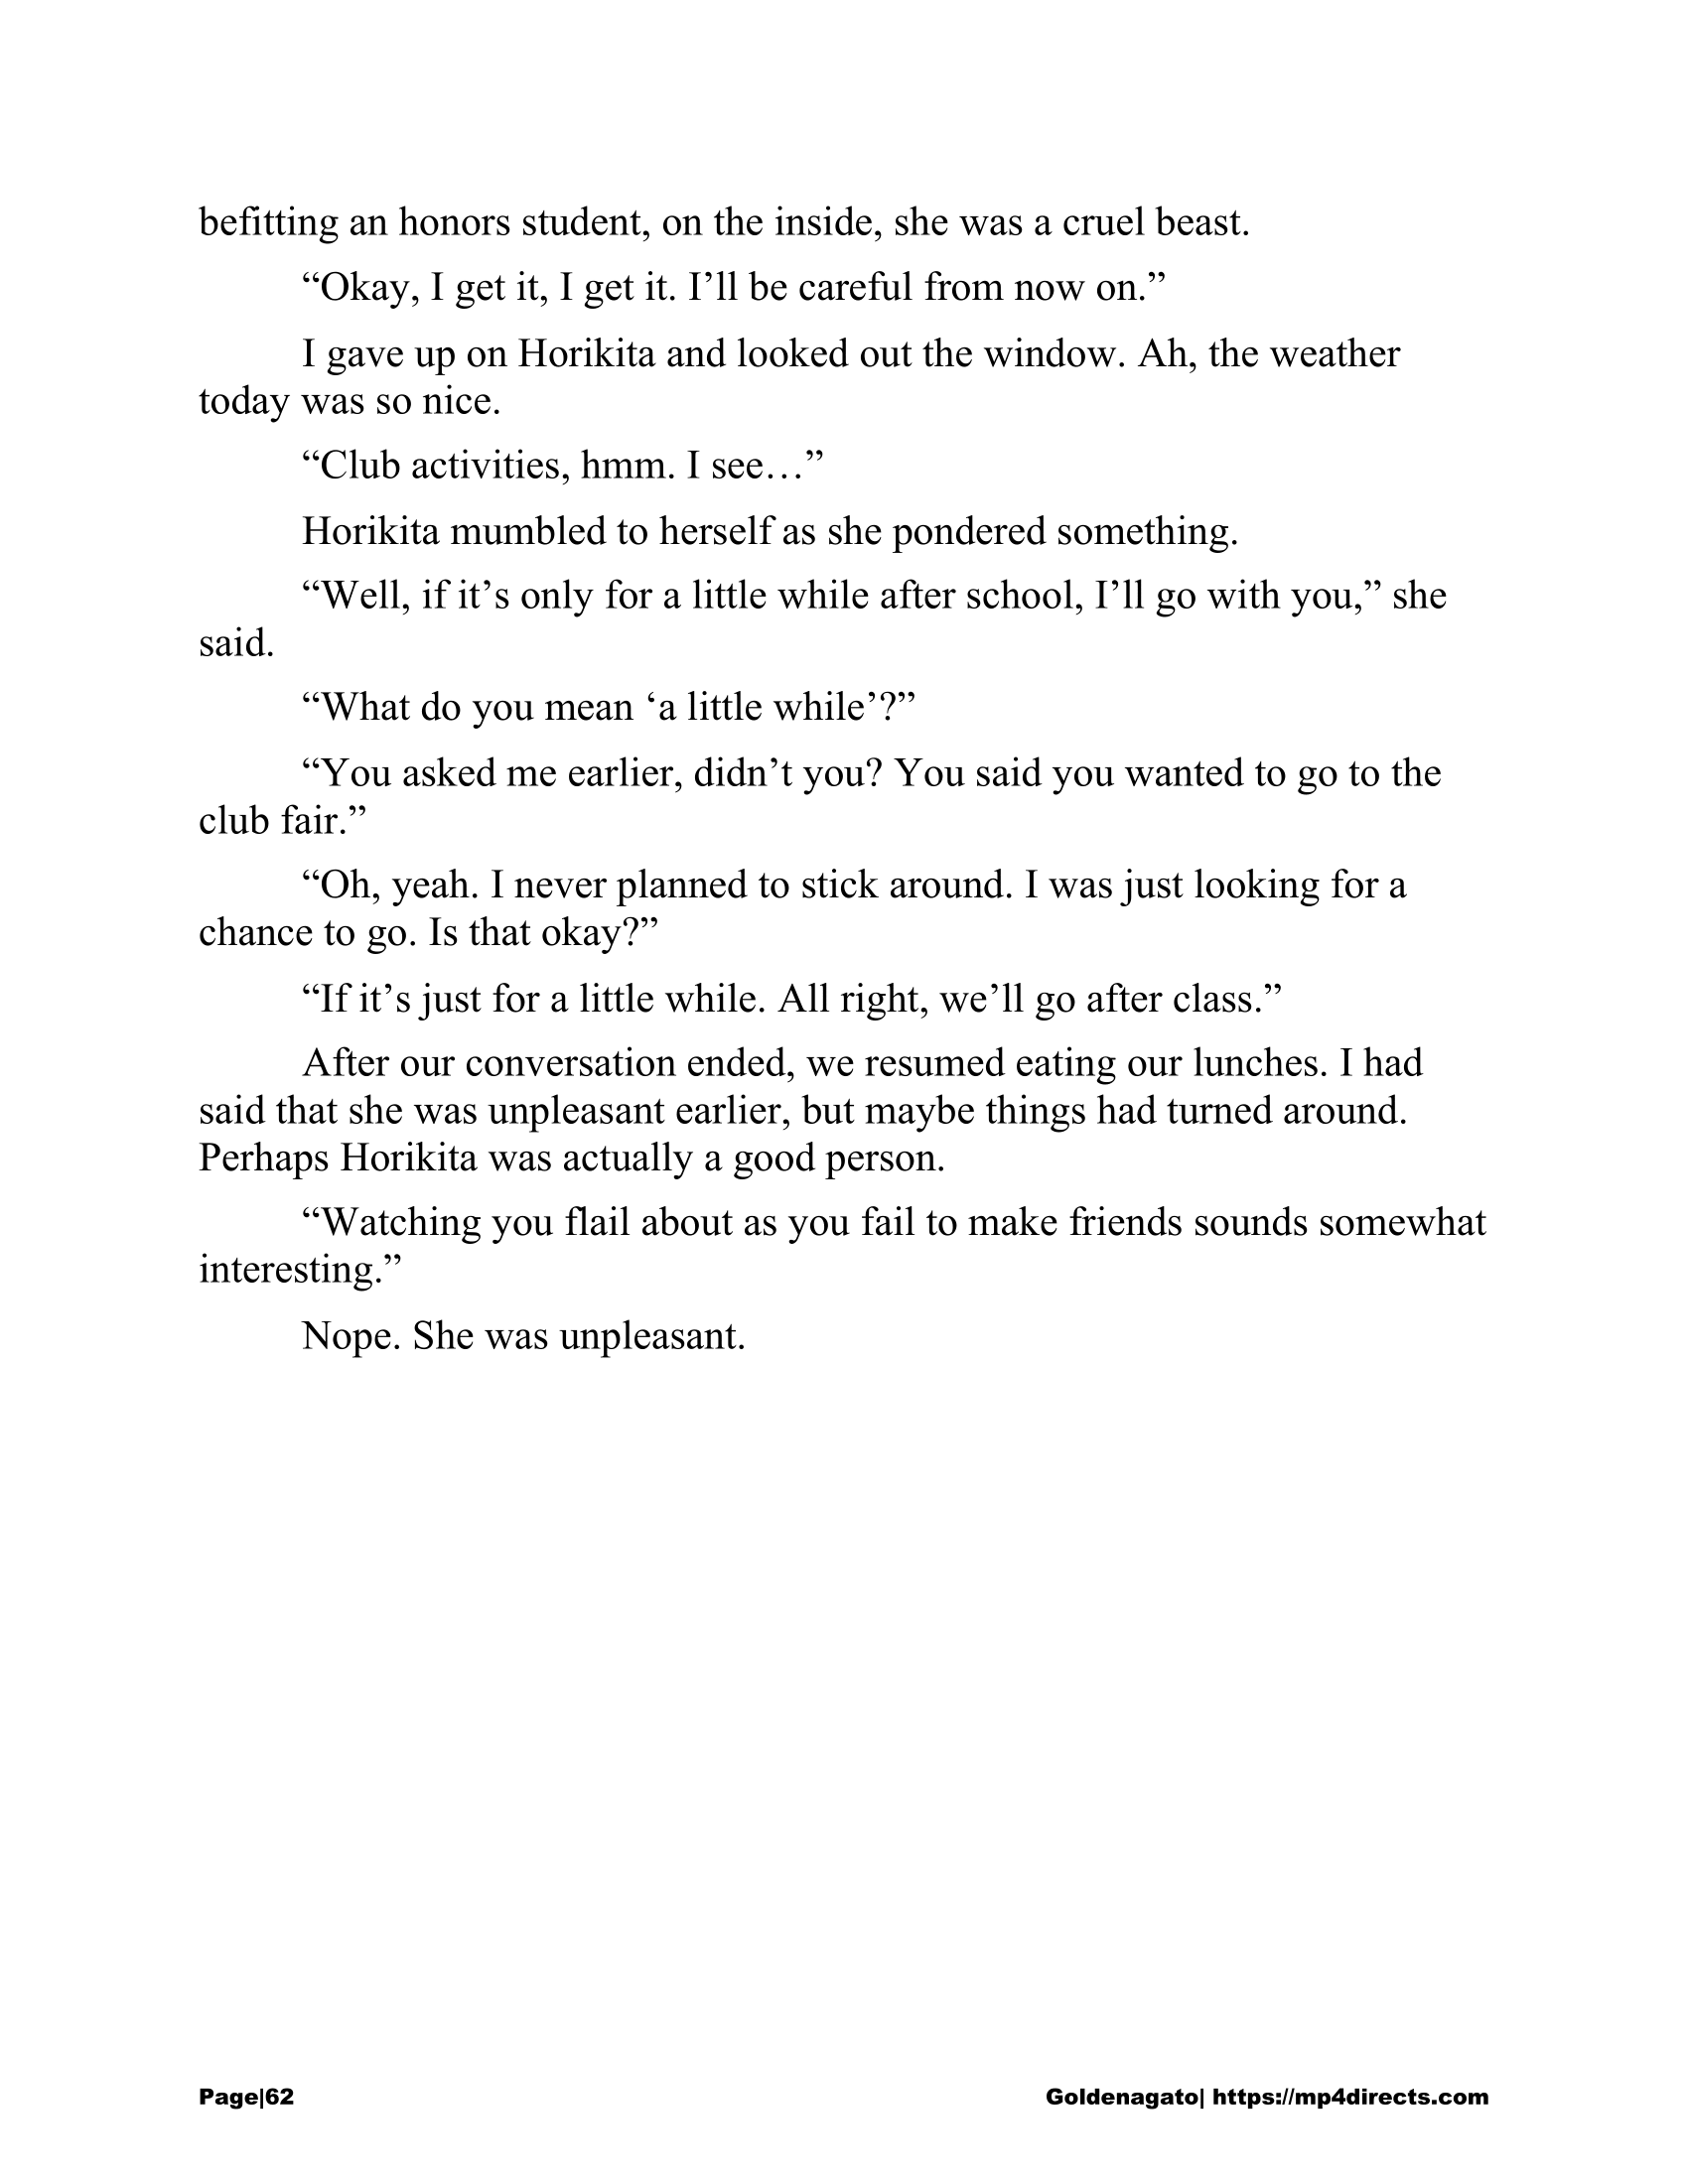 befitting an honors student, on the inside, she was a cruel beast.
“Okay, I get it, I get it. I’ll be careful from now on.”
I gave up on Horikita and looked out the window. Ah, the weather
today was so nice.
“Club activities, hmm. I see…”
Horikita mumbled to herself as she pondered something.
“Well, if it’s only for a little while after school, I’ll go with you,” she
said.
“What do you mean ‘a little while’?”
“You asked me earlier, didn’t you? You said you wanted to go to the
club fair.”
“Oh, yeah. I never planned to stick around. I was just looking for a
chance to go. Is that okay?”
“If it’s just for a little while. All right, we’ll go after class.”
After our conversation ended, we resumed eating our lunches. I had
said that she was unpleasant earlier, but maybe things had turned around.
Perhaps Horikita was actually a good person.
“Watching you flail about as you fail to make friends sounds somewhat
interesting.”
Nope. She was unpleasant.
Page|62 Goldenagato| https://mp4directs.com